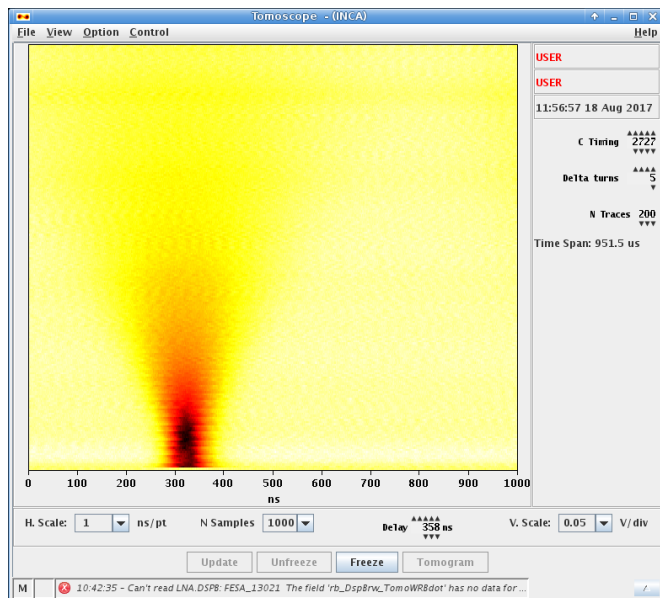 Tomoscope - (INCA)
File View Option Control Help
USER
USER
11:56:57 18 Aug 2017
C Timing 2727
Delta turns 5
N Traces 200
Time Span: 951.5 us
0 100 200 300 400 500 600 700 800 900 1000
ns
H. Scale: 1 ns/pt N Samples 1000 Delay 358 ns V. Scale: 0.05 V/div
Update Unfreeze Freeze Tomogram
M 10:42:35 - Can't read LNA.DSPB: FESA_13021 The field 'rb_DspBrw_TomoWRBdot' has no data for ...